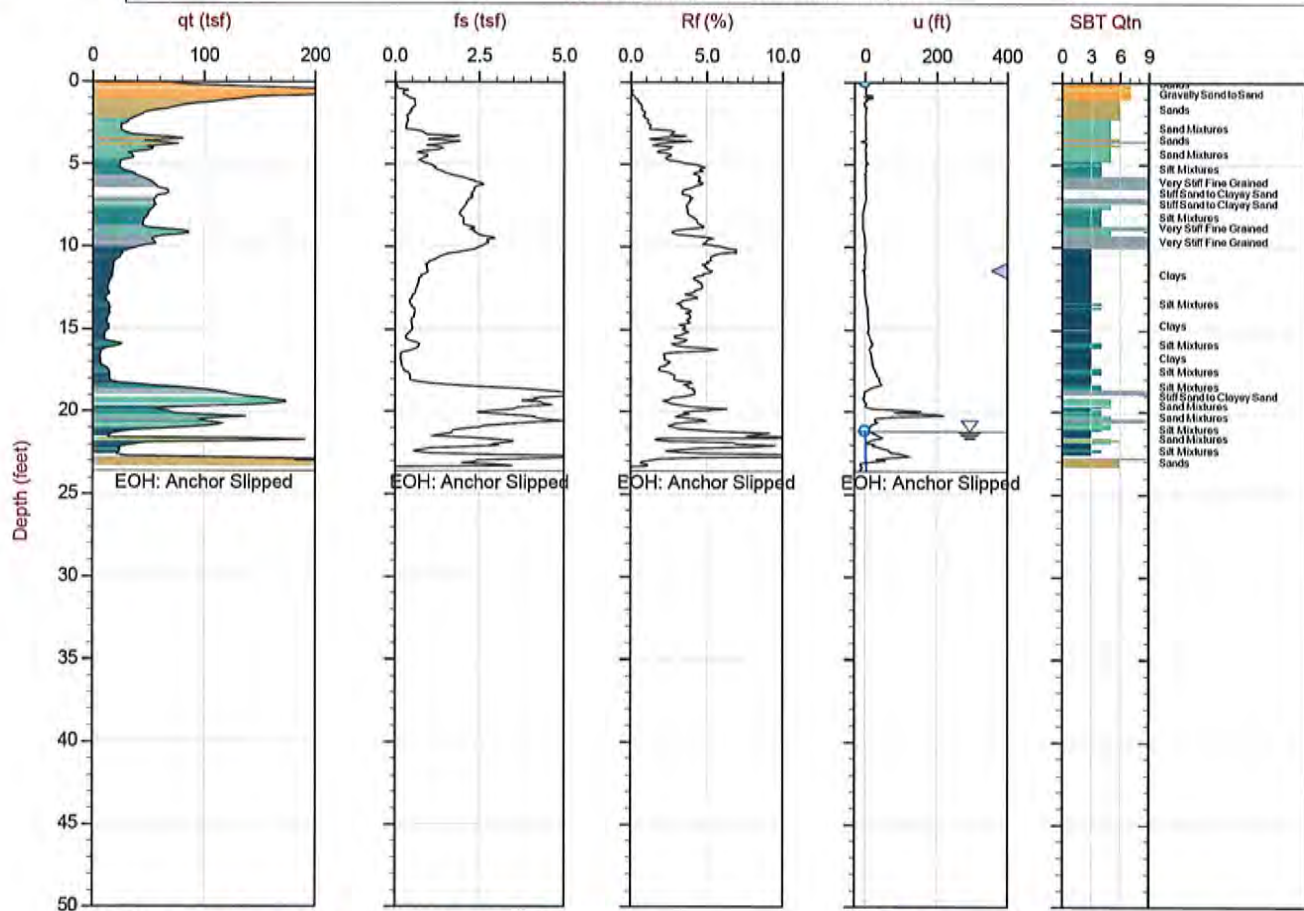 qt (tsf)
fs (tsf)
Rf (%)
u (ft)
SBT Qtn
0 100 200
0.0 2.5 5.0
0.0 5.0 10.0
0 200 400
0 3 6 9
Depth (feet)
0
5
10
15
20
25
30
35
40
45
50
Sands
Gravelly Sand to Sand
Sands
Sand Mixtures
Sands
Sand Mixtures
Silt Mixtures
Very Stiff Fine Grained
Stiff Sand to Clayey Sand
Stiff Sand to Clayey Sand
Silt Mixtures
Very Stiff Fine Grained
Very Stiff Fine Grained
Clays
Silt Mixtures
Clays
Silt Mixtures
Clays
Silt Mixtures
Silt Mixtures
Stiff Sand to Clayey Sand
Sand Mixtures
Sand Mixtures
Silt Mixtures
Sand Mixtures
Silt Mixtures
Sands
EOH: Anchor Slipped
EOH: Anchor Slipped
EOH: Anchor Slipped